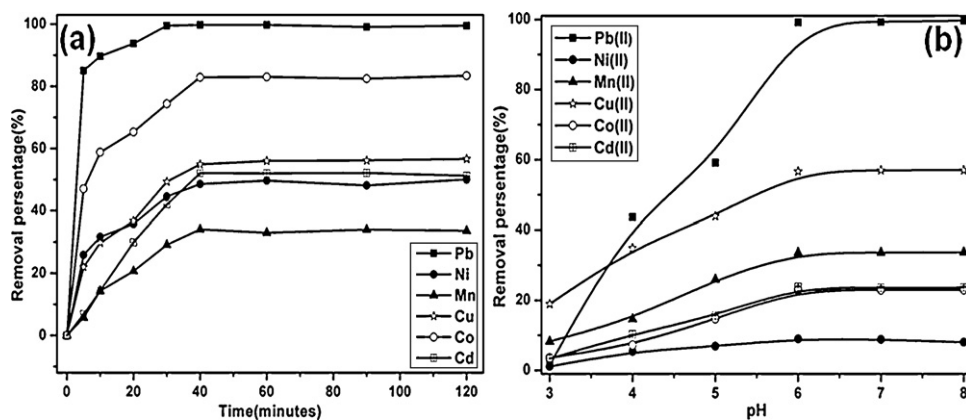 (a)
Removal persentage(%)
100
80
60
40
20
0
Pb
Ni
Mn
Cu
Co
Cd
0 20 40 60 80 100 120
Time(minutes)
(b)
Removal persentage(%)
100
80
60
40
20
0
Pb(II)
Ni(II)
Mn(II)
Cu(II)
Co(II)
Cd(II)
3 4 5 6 7 8
pH